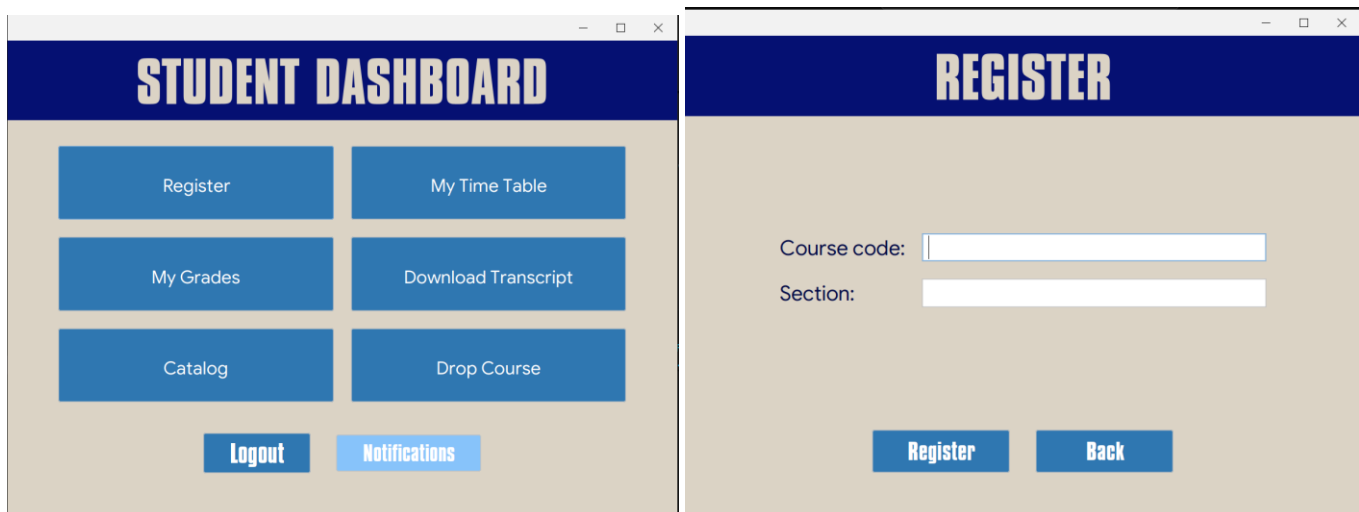 STUDENT DASHBOARD
Register
My Time Table
My Grades
Download Transcript
Catalog
Drop Course
Logout
Notifications
REGISTER
Course code:
Section:
Register
Back